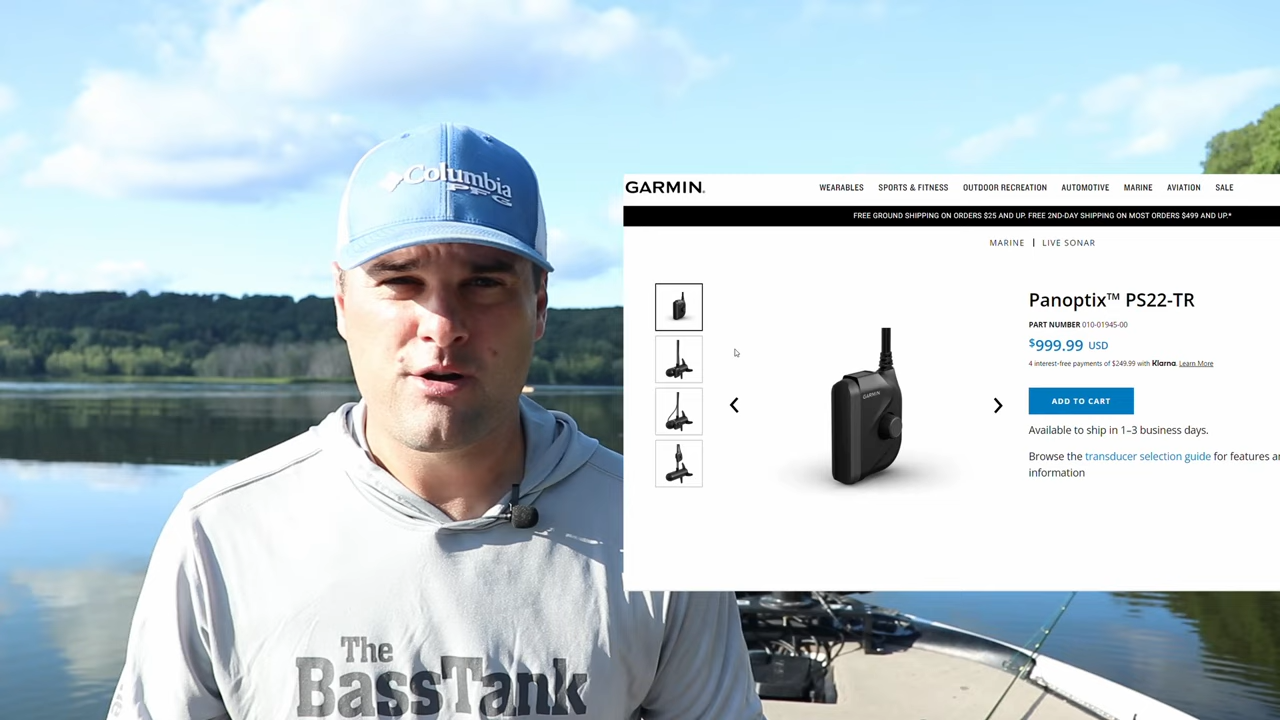 Columbia
PFG
The
BassTank
GARMIN.
WEARABLES SPORTS & FITNESS OUTDOOR RECREATION AUTOMOTIVE MARINE AVIATION SALE
FREE GROUND SHIPPING ON ORDERS $25 AND UP. FREE 2ND-DAY SHIPPING ON MOST ORDERS $499 AND UP.*
MARINE | LIVE SONAR
GARMIN
Panoptix™ PS22-TR
PART NUMBER 010-01945-00
$999.99 USD
4 interest-free payments of $249.99 with Klarna. Learn More
ADD TO CART
Available to ship in 1–3 business days.
Browse the transducer selection guide for features a
information